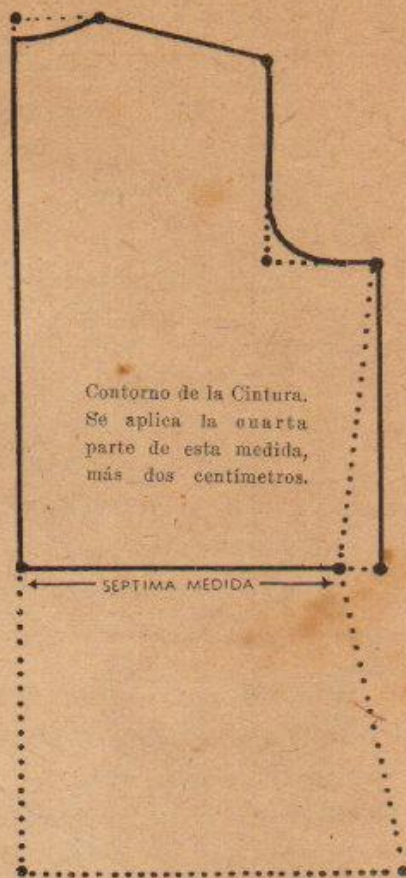 Contorno de la Cintura.
Se aplica la cuarta
parte de esta medida,
más dos centímetros.
SEPTIMA MEDIDA